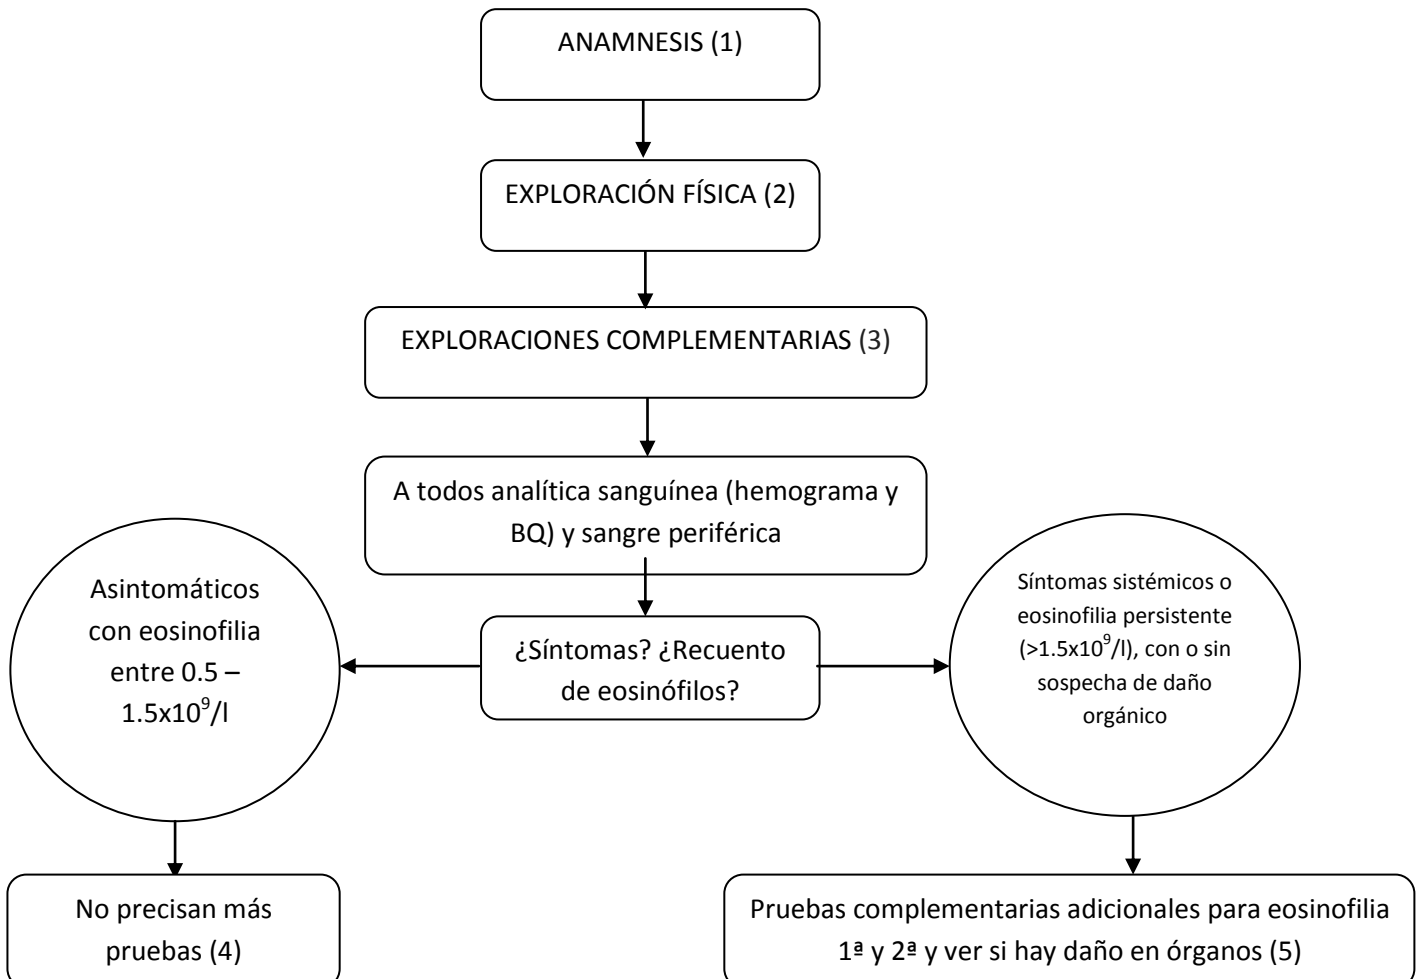 ANAMNESIS (1)
EXPLORACIÓN FÍSICA (2)
EXPLORACIONES COMPLEMENTARIAS (3)
A todos analítica sanguínea (hemograma y
BQ) y sangre periférica
¿Síntomas? ¿Recuento
de eosinófilos?
Asintomáticos
con eosinofilia
entre 0.5 –
1.5x10⁹/l
Síntomas sistémicos o
eosinofilia persistente
(>1.5x10⁹/l), con o sin
sospecha de daño
orgánico
No precisan más
pruebas (4)
Pruebas complementarias adicionales para eosinofilia
1ª y 2ª y ver si hay daño en órganos (5)